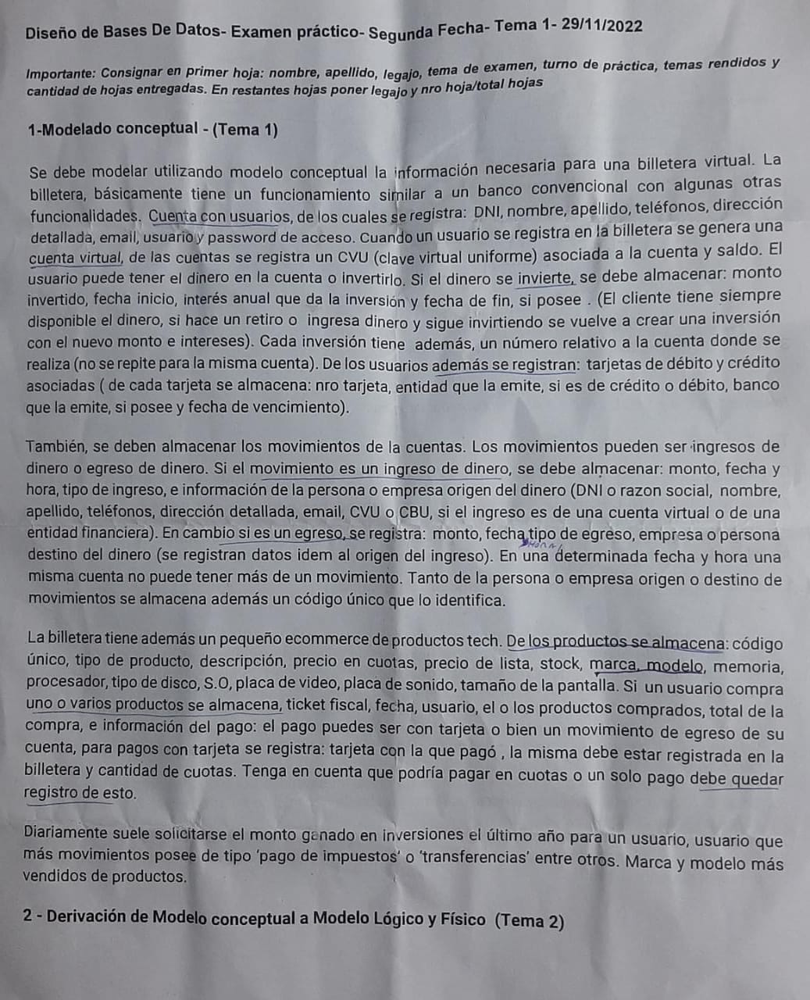 Diseño de Bases De Datos- Examen práctico- Segunda Fecha- Tema 1- 29/11/2022
Importante: Consignar en primer hoja: nombre, apellido, legajo, tema de examen, turno de práctica, temas rendidos y
cantidad de hojas entregadas. En restantes hojas poner legajo y nro hoja/total hojas
1-Modelado conceptual - (Tema 1)
Se debe modelar utilizando modelo conceptual la información necesaria para una billetera virtual. La
billetera, básicamente tiene un funcionamiento similar a un banco convencional con algunas otras
funcionalidades. Cuenta con usuarios, de los cuales se registra: DNI, nombre, apellido, teléfonos, dirección
detallada, email, usuario y password de acceso. Cuando un usuario se registra en la billetera se genera una
cuenta virtual, de las cuentas se registra un CVU (clave virtual uniforme) asociada a la cuenta y saldo. El
usuario puede tener el dinero en la cuenta o invertirlo. Si el dinero se invierte, se debe almacenar: monto
invertido, fecha inicio, interés anual que da la inversión y fecha de fin, si posee . (El cliente tiene siempre
disponible el dinero, si hace un retiro o ingresa dinero y sigue invirtiendo se vuelve a crear una inversión
con el nuevo monto e intereses). Cada inversión tiene además, un número relativo a la cuenta donde se
realiza (no se repite para la misma cuenta). De los usuarios además se registran: tarjetas de débito y crédito
asociadas ( de cada tarjeta se almacena: nro tarjeta, entidad que la emite, si es de crédito o débito, banco
que la emite, si posee y fecha de vencimiento).
También, se deben almacenar los movimientos de la cuentas. Los movimientos pueden ser ingresos de
dinero o egreso de dinero. Si el movimiento es un ingreso de dinero, se debe almacenar: monto, fecha y
hora, tipo de ingreso, e información de la persona o empresa origen del dinero (DNI o razon social, nombre,
apellido, teléfonos, dirección detallada, email, CVU o CBU, si el ingreso es de una cuenta virtual o de una
entidad financiera). En cambio si es un egreso, se registra: monto, fecha tipo de egreso, empresa o persona
HORA
destino del dinero (se registran datos idem al origen del ingreso). En una determinada fecha y hora una
misma cuenta no puede tener más de un movimiento. Tanto de la persona o empresa origen o destino de
movimientos se almacena además un código único que lo identifica.
La billetera tiene además un pequeño ecommerce de productos tech. De los productos se almacena: código
único, tipo de producto, descripción, precio en cuotas, precio de lista, stock, marca, modelo, memoria,
procesador, tipo de disco, S.O, placa de video, placa de sonido, tamaño de la pantalla. Si un usuario compra
uno o varios productos se almacena, ticket fiscal, fecha, usuario, el o los productos comprados, total de la
compra, e información del pago: el pago puedes ser con tarjeta o bien un movimiento de egreso de su
cuenta, para pagos con tarjeta se registra: tarjeta con la que pagó , la misma debe estar registrada en la
billetera y cantidad de cuotas. Tenga en cuenta que podría pagar en cuotas o un solo pago debe quedar
registro de esto.
Diariamente suele solicitarse el monto ganado en inversiones el último año para un usuario, usuario que
más movimientos posee de tipo 'pago de impuestos' o 'transferencias' entre otros. Marca y modelo más
vendidos de productos.
2 - Derivación de Modelo conceptual a Modelo Lógico y Físico (Tema 2)